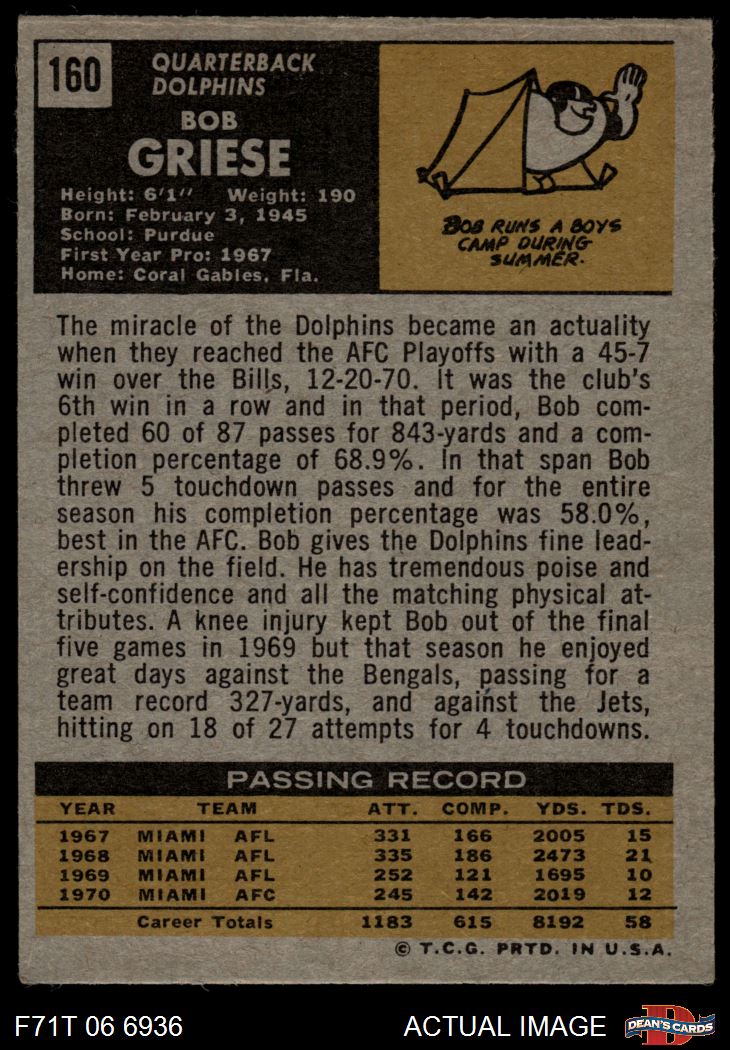 160
QUARTERBACK
DOLPHINS
BOB
GRIESE
Height: 6'1" Weight: 190
Born: February 3, 1945
School: Purdue
First Year Pro: 1967
Home: Coral Gables, Fla.
BOB RUNS A BOYS
CAMP DURING
SUMMER.
The miracle of the Dolphins became an actuality
when they reached the AFC Playoffs with a 45-7
win over the Bills, 12-20-70. It was the club's
6th win in a row and in that period, Bob com-
pleted 60 of 87 passes for 843-yards and a com-
pletion percentage of 68.9%. In that span Bob
threw 5 touchdown passes and for the entire
season his completion percentage was 58.0%,
best in the AFC. Bob gives the Dolphins fine lead-
ership on the field. He has tremendous poise and
self-confidence and all the matching physical at-
tributes. A knee injury kept Bob out of the final
five games in 1969 but that season he enjoyed
great days against the Bengals, passing for a
team record 327-yards, and against the Jets,
hitting on 18 of 27 attempts for 4 touchdowns.
PASSING RECORD
YEAR TEAM ATT. COMP. YDS. TDS.
1967 MIAMI AFL 331 166 2005 15
1968 MIAMI AFL 335 186 2473 21
1969 MIAMI AFL 252 121 1695 10
1970 MIAMI AFC 245 142 2019 12
Career Totals 1183 615 8192 58
© T.C.G. PRTD. IN U.S.A.
F71T 06 6936 ACTUAL IMAGE D DEAN'S CARDS